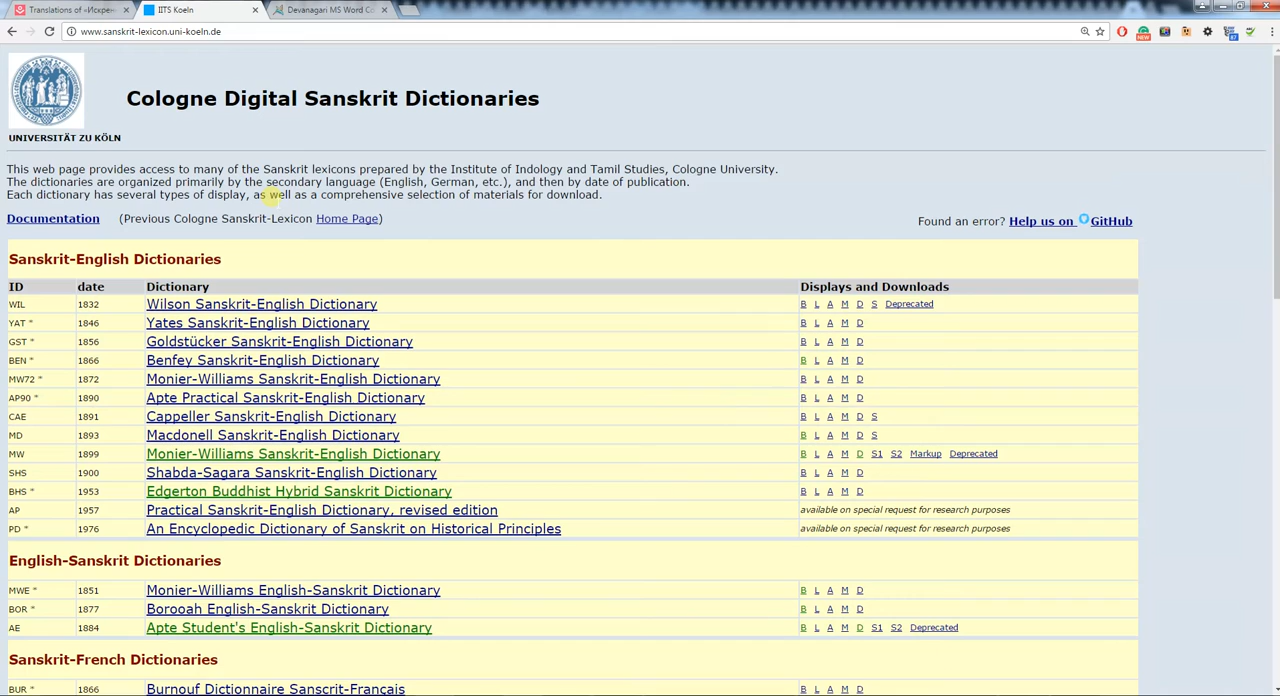 Translations of «Искрен
IITS Koeln
Devanagari MS Word Co
www.sanskrit-lexicon.uni-koeln.de
NEW
87
Cologne Digital Sanskrit Dictionaries
UNIVERSITÄT ZU KÖLN
This web page provides access to many of the Sanskrit lexicons prepared by the Institute of Indology and Tamil Studies, Cologne University.
The dictionaries are organized primarily by the secondary language (English, German, etc.), and then by date of publication.
Each dictionary has several types of display, as well as a comprehensive selection of materials for download.
Documentation (Previous Cologne Sanskrit-Lexicon Home Page) Found an error? Help us on GitHub
Sanskrit-English Dictionaries
ID date Dictionary Displays and Downloads
WIL 1832 Wilson Sanskrit-English Dictionary B L A M D S Deprecated
YAT * 1846 Yates Sanskrit-English Dictionary B L A M D
GST * 1856 Goldstücker Sanskrit-English Dictionary B L A M D
BEN * 1866 Benfey Sanskrit-English Dictionary B L A M D
MW72 * 1872 Monier-Williams Sanskrit-English Dictionary B L A M D
AP90 * 1890 Apte Practical Sanskrit-English Dictionary B L A M D
CAE 1891 Cappeller Sanskrit-English Dictionary B L A M D S
MD 1893 Macdonell Sanskrit-English Dictionary B L A M D S
MW 1899 Monier-Williams Sanskrit-English Dictionary B L A M D S1 S2 Markup Deprecated
SHS 1900 Shabda-Sagara Sanskrit-English Dictionary B L A M D
BHS * 1953 Edgerton Buddhist Hybrid Sanskrit Dictionary B L A M D
AP 1957 Practical Sanskrit-English Dictionary, revised edition available on special request for research purposes
PD * 1976 An Encyclopedic Dictionary of Sanskrit on Historical Principles available on special request for research purposes
English-Sanskrit Dictionaries
MWE * 1851 Monier-Williams English-Sanskrit Dictionary B L A M D
BOR * 1877 Borooah English-Sanskrit Dictionary B L A M D
AE 1884 Apte Student's English-Sanskrit Dictionary B L A M D S1 S2 Deprecated
Sanskrit-French Dictionaries
BUR * 1866 Burnouf Dictionnaire Sanscrit-Français B L A M D